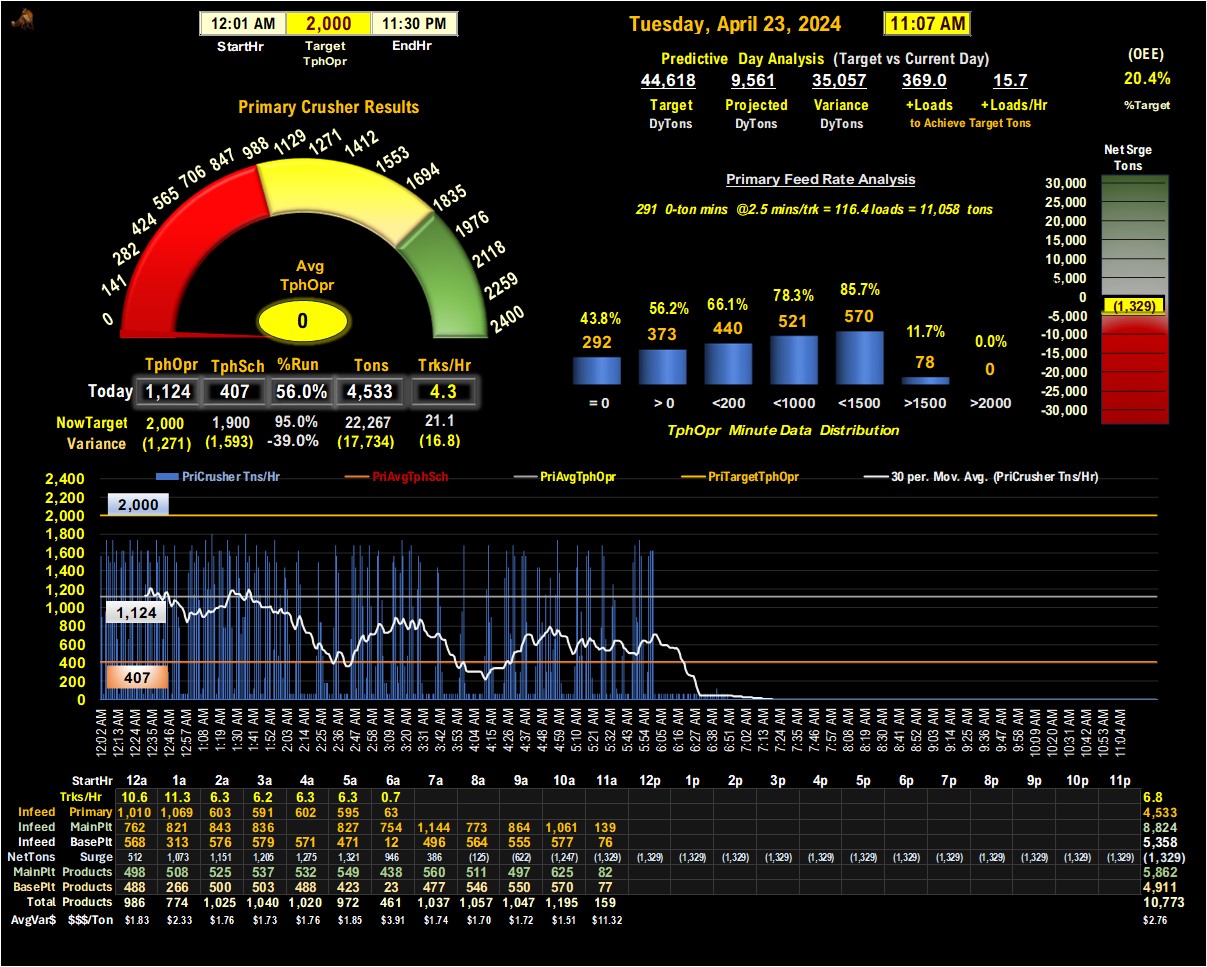 12:01 AM 2,000 11:30 PM
StartHr Target TphOpr EndHr
Tuesday, April 23, 2024 11:07 AM
Predictive Day Analysis (Target vs Current Day)
44,618 9,561 35,057 369.0 15.7
Target Projected Variance +Loads +Loads/Hr
DyTons DyTons DyTons to Achieve Target Tons
(OEE)
20.4%
%Target
Primary Crusher Results
0 141 282 424 565 706 847 988 1129 1271 1412 1553 1694 1835 1976 2118 2259 2400
Avg
TphOpr
0
TphOpr TphSch %Run Tons Trks/Hr
Today 1,124 407 56.0% 4,533 4.3
NowTarget 2,000 1,900 95.0% 22,267 21.1
Variance (1,271) (1,593) -39.0% (17,734) (16.8)
Primary Feed Rate Analysis
291 0-ton mins @2.5 mins/trk = 116.4 loads = 11,058 tons
43.8% 56.2% 66.1% 78.3% 85.7% 11.7% 0.0%
292 373 440 521 570 78 0
= 0 > 0 <200 <1000 <1500 >1500 >2000
TphOpr Minute Data Distribution
Net Srge
Tons
30,000
25,000
20,000
15,000
10,000
5,000
0
(1,329)
-5,000
-10,000
-15,000
-20,000
-25,000
-30,000
PriCrusher Tns/Hr PriAvgTphSch PriAvgTphOpr PriTargetTphOpr 30 per. Mov. Avg. (PriCrusher Tns/Hr)
2,400
2,200
2,000
1,800
1,600
1,400
1,200
1,000
800
600
400
200
0
2,000
1,124
407
12:02 AM 12:13 AM 12:24 AM 12:35 AM 12:46 AM 12:57 AM 1:08 AM 1:19 AM 1:30 AM 1:41 AM 1:52 AM 2:03 AM 2:14 AM 2:25 AM 2:36 AM 2:47 AM 2:58 AM 3:09 AM 3:20 AM 3:31 AM 3:42 AM 3:53 AM 4:04 AM 4:15 AM 4:26 AM 4:37 AM 4:48 AM 4:59 AM 5:10 AM 5:21 AM 5:32 AM 5:43 AM 5:54 AM 6:05 AM 6:16 AM 6:27 AM 6:38 AM 6:51 AM 7:02 AM 7:13 AM 7:24 AM 7:35 AM 7:46 AM 7:57 AM 8:08 AM 8:19 AM 8:30 AM 8:41 AM 8:52 AM 9:03 AM 9:14 AM 9:25 AM 9:36 AM 9:47 AM 9:58 AM 10:09 AM 10:20 AM 10:31 AM 10:42 AM 10:53 AM 11:04 AM
StartHr 12a 1a 2a 3a 4a 5a 6a 7a 8a 9a 10a 11a 12p 1p 2p 3p 4p 5p 6p 7p 8p 9p 10p 11p
Trks/Hr 10.6 11.3 6.3 6.2 6.3 6.3 0.7 6.8
Infeed Primary 1,010 1,069 603 591 602 595 63 4,533
Infeed MainPlt 762 821 843 836 827 754 1,144 773 864 1,061 139 8,824
Infeed BasePlt 568 313 576 579 571 471 12 496 564 555 577 76 5,358
NetTons Surge 512 1,073 1,151 1,205 1,275 1,321 946 386 (125) (622) (1,247) (1,329) (1,329) (1,329) (1,329) (1,329) (1,329) (1,329) (1,329) (1,329) (1,329) (1,329) (1,329) (1,329) (1,329)
MainPlt Products 498 508 525 537 532 549 438 560 511 497 625 82 5,862
BasePlt Products 488 266 500 503 488 423 23 477 546 550 570 77 4,911
Total Products 986 774 1,025 1,040 1,020 972 461 1,037 1,057 1,047 1,195 159 10,773
AvgVar$ $$$/Ton $1.83 $2.33 $1.76 $1.73 $1.76 $1.85 $3.91 $1.74 $1.70 $1.72 $1.51 $11.32 $2.76